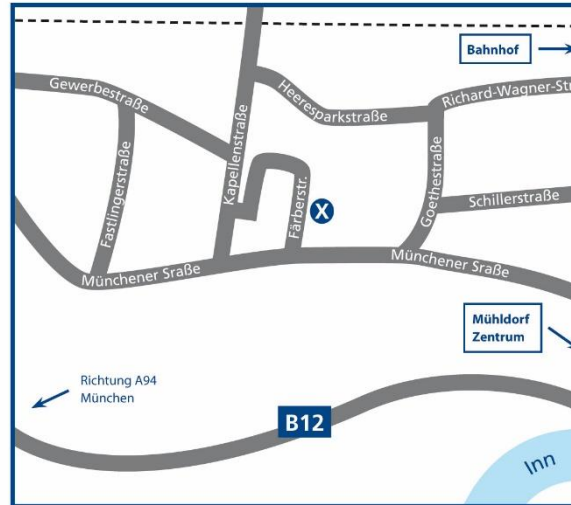 Bahnhof
Gewerbestraße
Heeresparkstraße
Richard-Wagner-Str
Kapellenstraße
Fastlingerstraße
Färberstr.
X
Goethestraße
Schillerstraße
Münchener Sraße
Münchener Sraße
Mühldorf
Zentrum
Richtung A94
München
B12
Inn